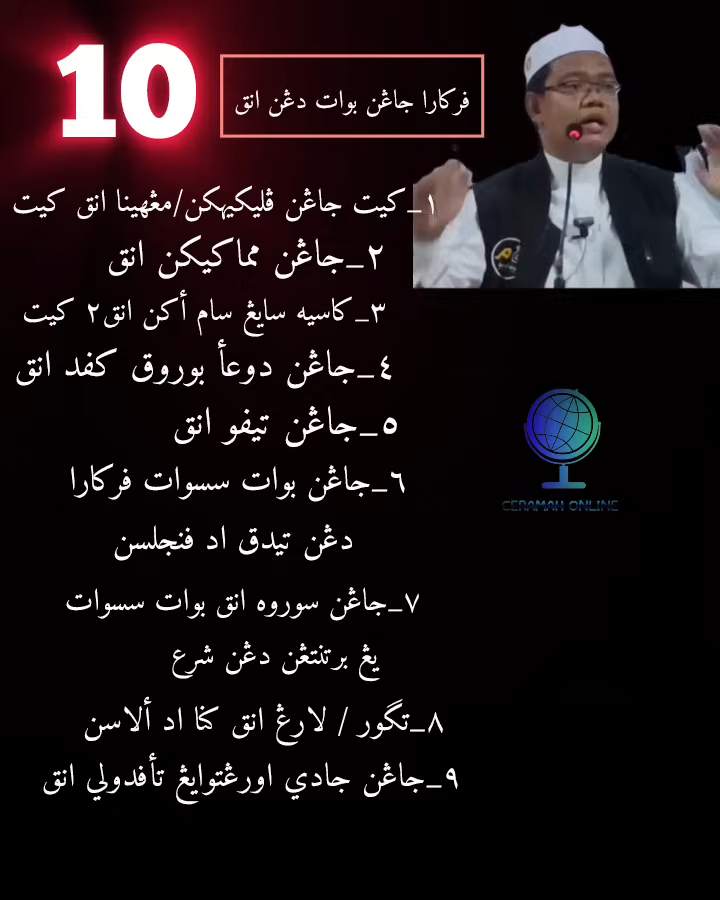 10
فركارا جاڠن بوات دڠن انق
١_كيت جاڠن ڤليكيهكن/مڠهينا انق كيت
٢_جاڠن مماكيكن انق
٣_كاسيه سايڠ سام أكن انق٢ كيت
٤_جاڠن دوعأ بوروق كفد انق
٥_جاڠن تيفو انق
٦_جاڠن بوات سسوات فركارا
دڠن تيدق اد فنجلسن
٧_جاڠن سوروه انق بوات سسوات
يڠ برتنتڠن دڠن شرع
٨_تݢور / لارڠ انق كنا اد ألاسن
٩_جاڠن جادي اورڠتوايڠ تأفدولي انق
CERAMAH ONLINE